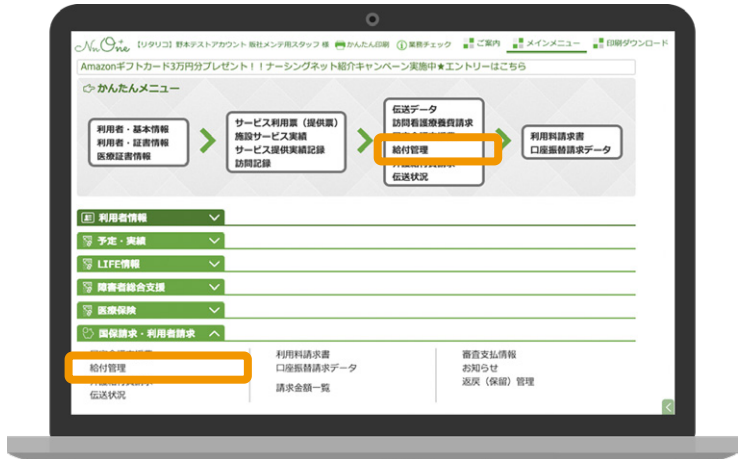 NnOne 【リタリコ】野本テストアカウント 販社メンテ用スタッフ 様 かんたん印刷 業務チェック ご案内 メインメニュー 印刷ダウンロード
Amazonギフトカード3万円分プレゼント！！ナーシングネット紹介キャンペーン実施中★エントリーはこちら
かんたんメニュー
利用者・基本情報
利用者・証書情報
医療証書情報
サービス利用票（提供票）
施設サービス実績
サービス提供実績記録
訪問記録
伝送データ
訪問看護療養費請求
給付管理
伝送状況
利用料請求書
口座振替請求データ
利用者情報
予定・実績
LIFE情報
障害者総合支援
医療保険
国保請求・利用者請求
給付管理
伝送状況
利用料請求書
口座振替請求データ
請求金額一覧
審査支払情報
お知らせ
返戻（保留）管理